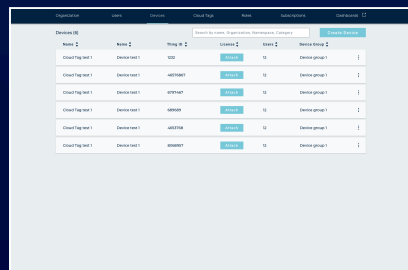 Organization Users Devices Cloud Tags Roles Subscriptions Dashboards
Devices (6) Search by name, Organization, Namespace, Category Create Device
Name Name Thing ID License Users Device Group
Cloud Tag test 1 Device test 1 1232 Attach 12 Device group 1
Cloud Tag test 1 Device test 1 46576867 Attach 12 Device group 1
Cloud Tag test 1 Device test 1 6797467 Attach 12 Device group 1
Cloud Tag test 1 Device test 1 Attach 12 Device group 1
Cloud Tag test 1 Device test 1 Attach 12 Device group 1
Cloud Tag test 1 Device test 1 Attach 12 Device group 1